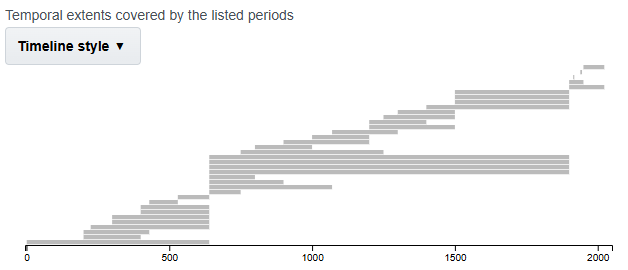 Temporal extents covered by the listed periods
Timeline style ▼
0 500 1000 1500 2000